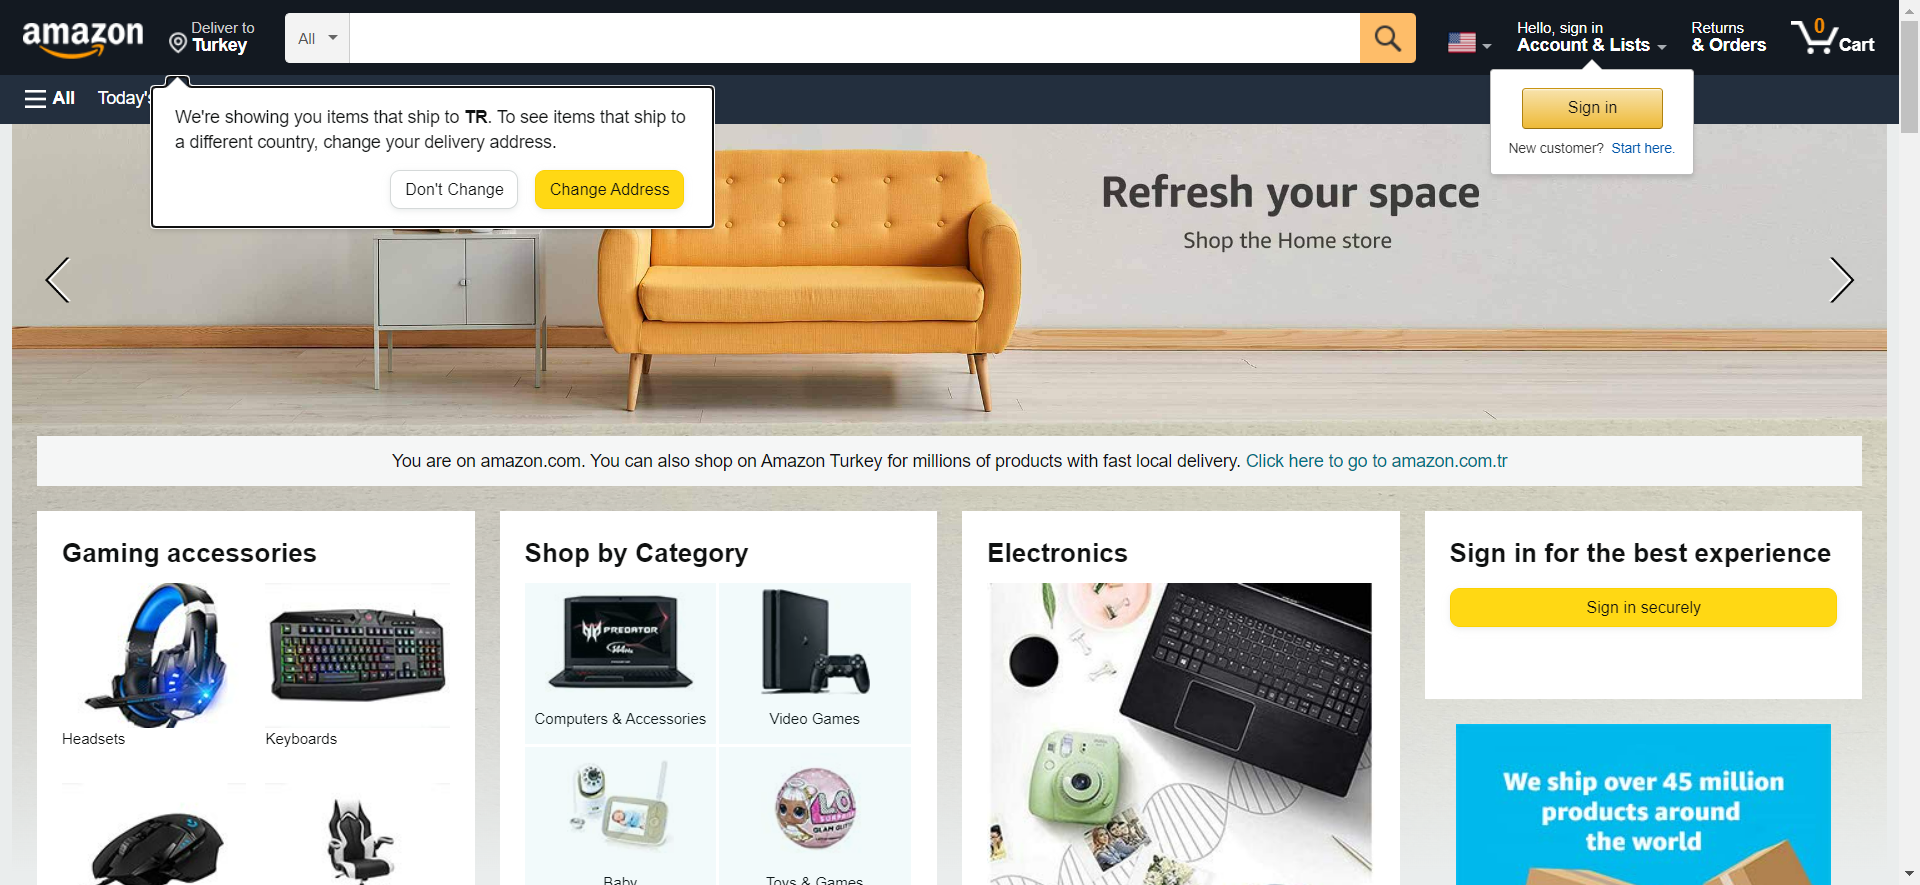 amazon
Deliver to
Turkey
All
Hello, sign in
Account & Lists
Returns
& Orders
0
Cart
All
Today's
Sign in
New customer? Start here.
We're showing you items that ship to TR. To see items that ship to
a different country, change your delivery address.
Don't Change
Change Address
Refresh your space
Shop the Home store
You are on amazon.com. You can also shop on Amazon Turkey for millions of products with fast local delivery. Click here to go to amazon.com.tr
Gaming accessories
Headsets
Keyboards
Shop by Category
PREDATOR
144Hz
Computers & Accessories
Video Games
L.O.L.
SURPRISE
Baby
Toys & Games
Electronics
Sign in for the best experience
Sign in securely
We ship over 45 million
products around
the world